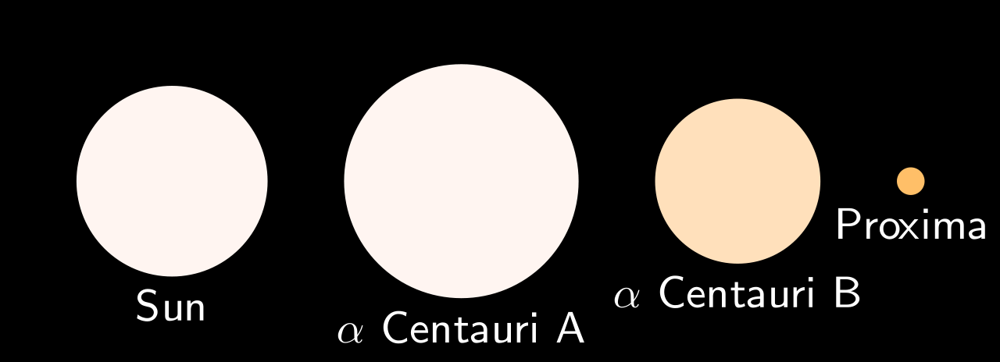 Sun
α Centauri A
α Centauri B
Proxima